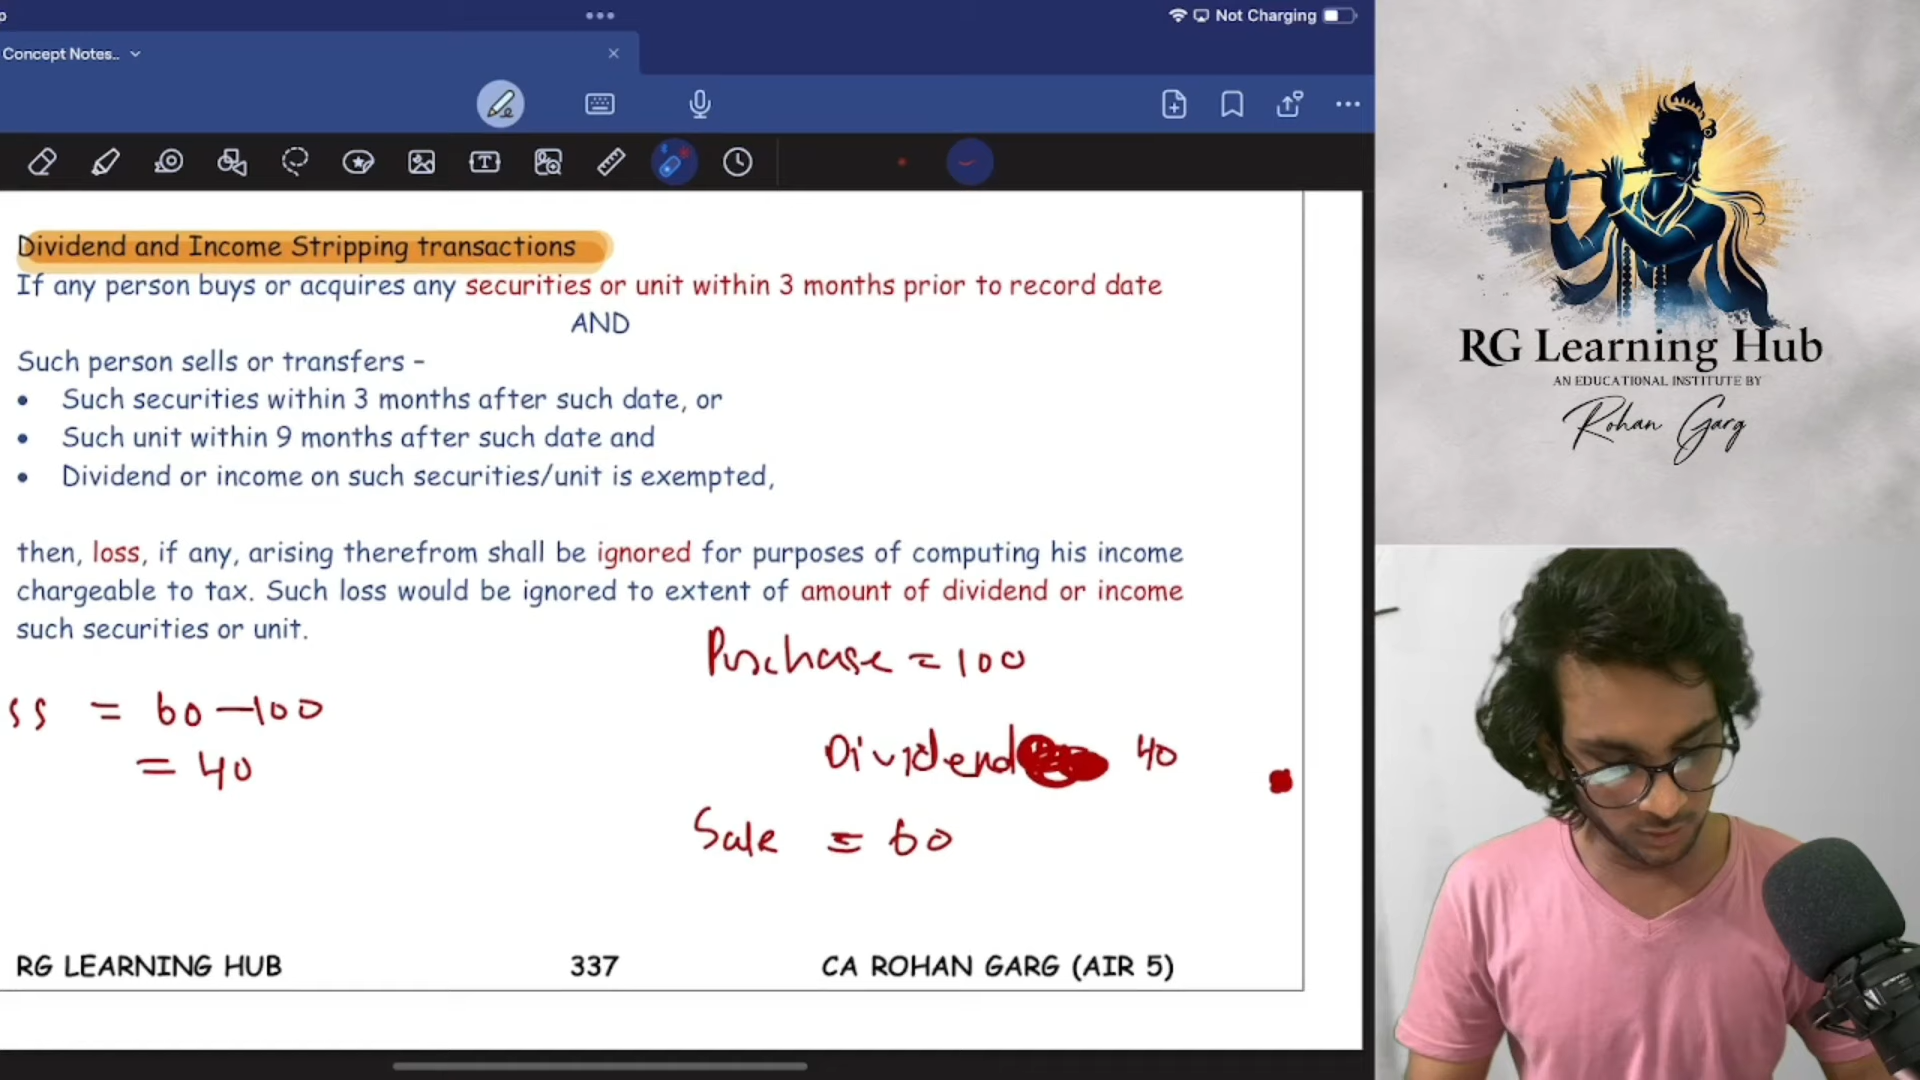 Not Charging
Concept Notes..
Dividend and Income Stripping transactions
If any person buys or acquires any securities or unit within 3 months prior to record date
AND
Such person sells or transfers –
• Such securities within 3 months after such date, or
• Such unit within 9 months after such date and
• Dividend or income on such securities/unit is exempted,
then, loss, if any, arising therefrom shall be ignored for purposes of computing his income
chargeable to tax. Such loss would be ignored to extent of amount of dividend or income
such securities or unit.
Purchase = 100
ss = 60 - 100
= 40
Dividend 40
Sale = 60
RG LEARNING HUB 337 CA ROHAN GARG (AIR 5)
RG Learning Hub
AN EDUCATIONAL INSTITUTE BY
Rohan Garg